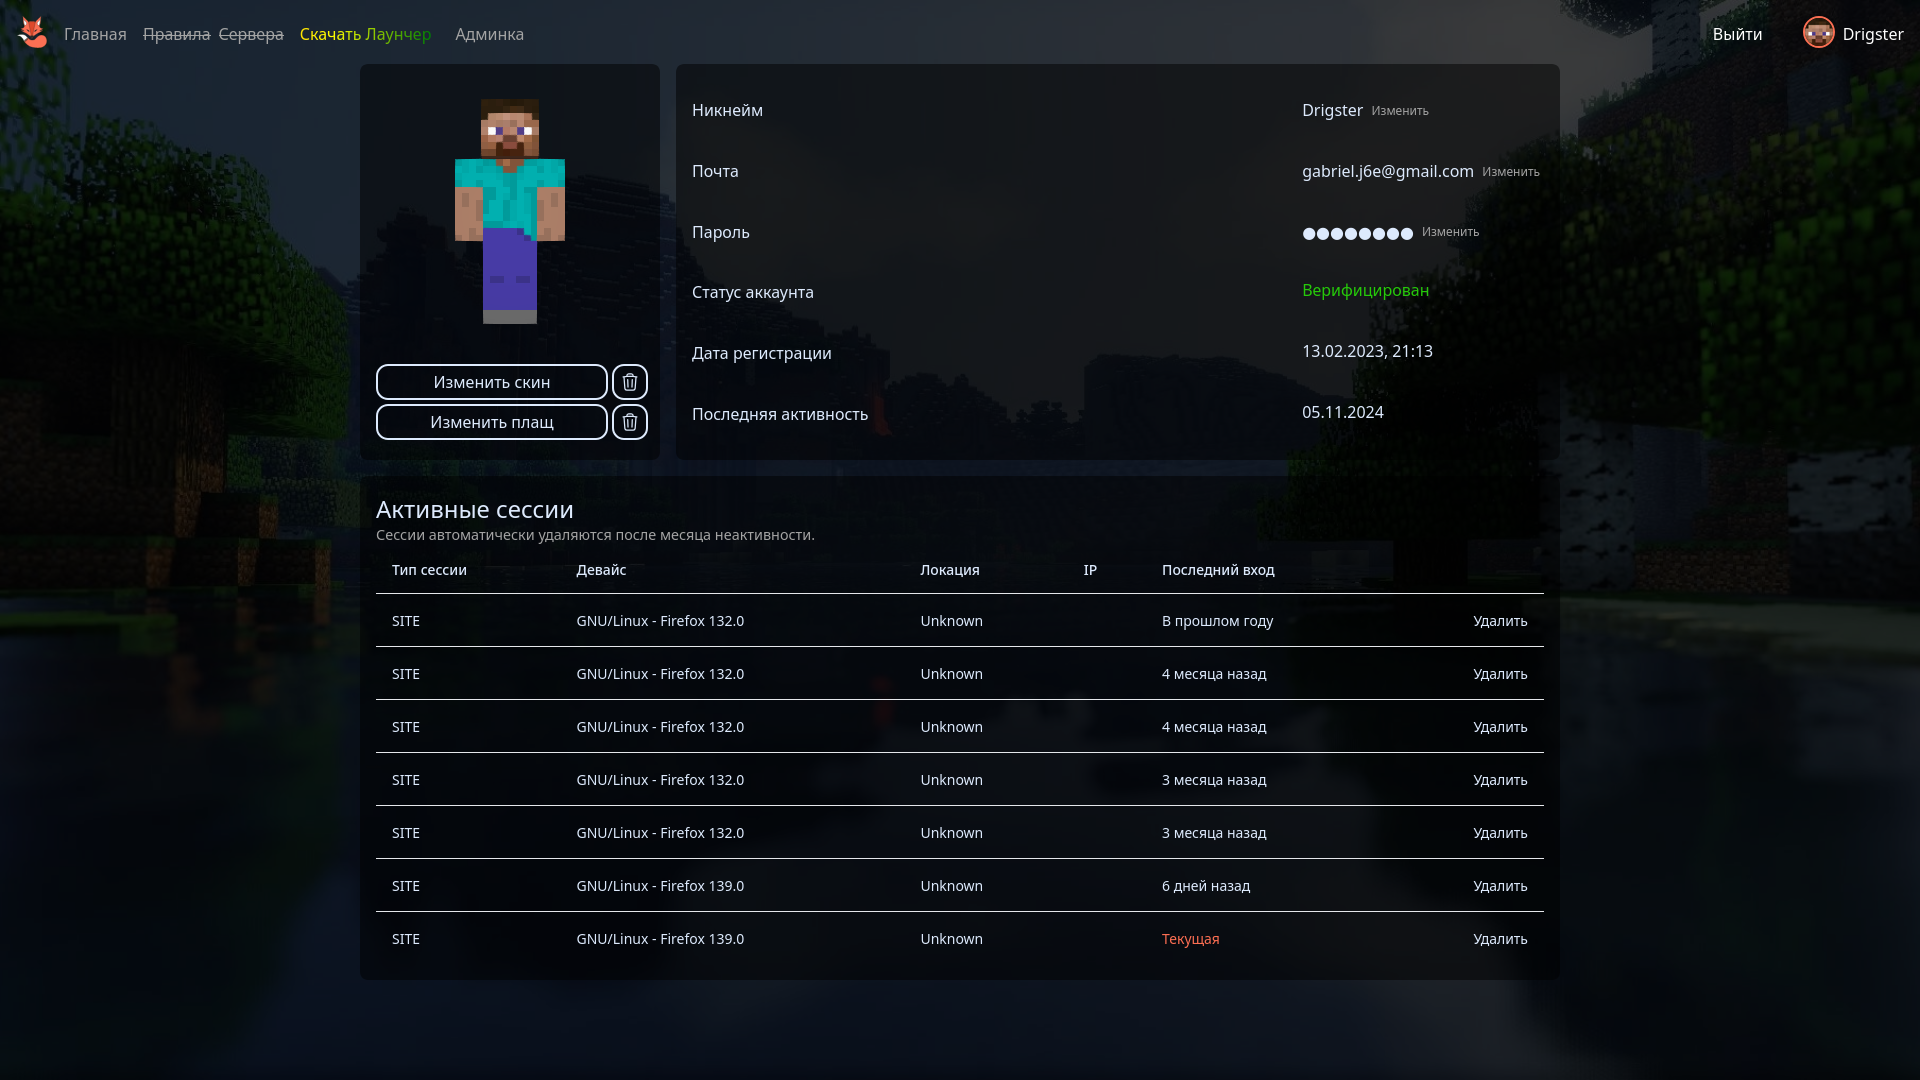 Главная Правила Сервера Скачать Лаунчер Админка Выйти Drigster
Изменить скин
Изменить плащ
Никнейм Drigster Изменить
Почта gabriel.j6e@gmail.com Изменить
Пароль ●●●●●●●● Изменить
Статус аккаунта Верифицирован
Дата регистрации 13.02.2023, 21:13
Последняя активность 05.11.2024
Активные сессии
Сессии автоматически удаляются после месяца неактивности.
Тип сессии Девайс Локация IP Последний вход
SITE GNU/Linux - Firefox 132.0 Unknown В прошлом году Удалить
SITE GNU/Linux - Firefox 132.0 Unknown 4 месяца назад Удалить
SITE GNU/Linux - Firefox 132.0 Unknown 4 месяца назад Удалить
SITE GNU/Linux - Firefox 132.0 Unknown 3 месяца назад Удалить
SITE GNU/Linux - Firefox 132.0 Unknown 3 месяца назад Удалить
SITE GNU/Linux - Firefox 139.0 Unknown 6 дней назад Удалить
SITE GNU/Linux - Firefox 139.0 Unknown Текущая Удалить